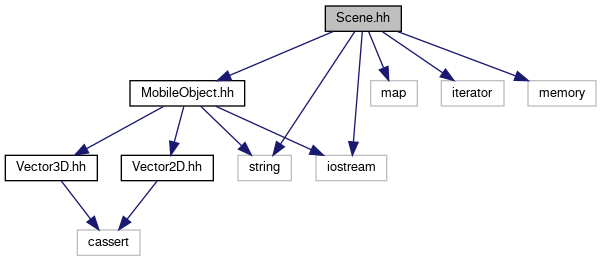 Scene.hh
MobileObject.hh
map
iterator
memory
Vector3D.hh
Vector2D.hh
string
iostream
cassert